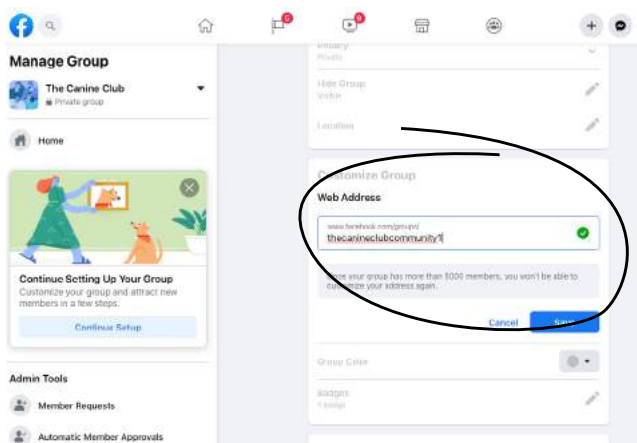 5
9
Manage Group
The Canine Club
Private group
Home
Continue Setting Up Your Group
Customize your group and attract new
members in a few steps.
Continue Setup
Admin Tools
Member Requests
Automatic Member Approvals
Privacy
Private
Hide Group
Visible
Location
Customize Group
Web Address
www.facebook.com/groups/
thecanineclubcommunity1
Once your group has more than 5000 members, you won't be able to
customize your address again.
Cancel
Save
Group Color
Badges